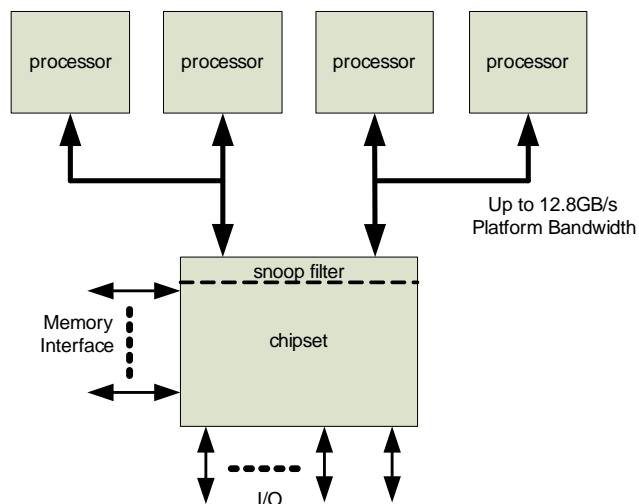 processor
processor
processor
processor
Up to 12.8GB/s
Platform Bandwidth
snoop filter
Memory
Interface
chipset
I/O